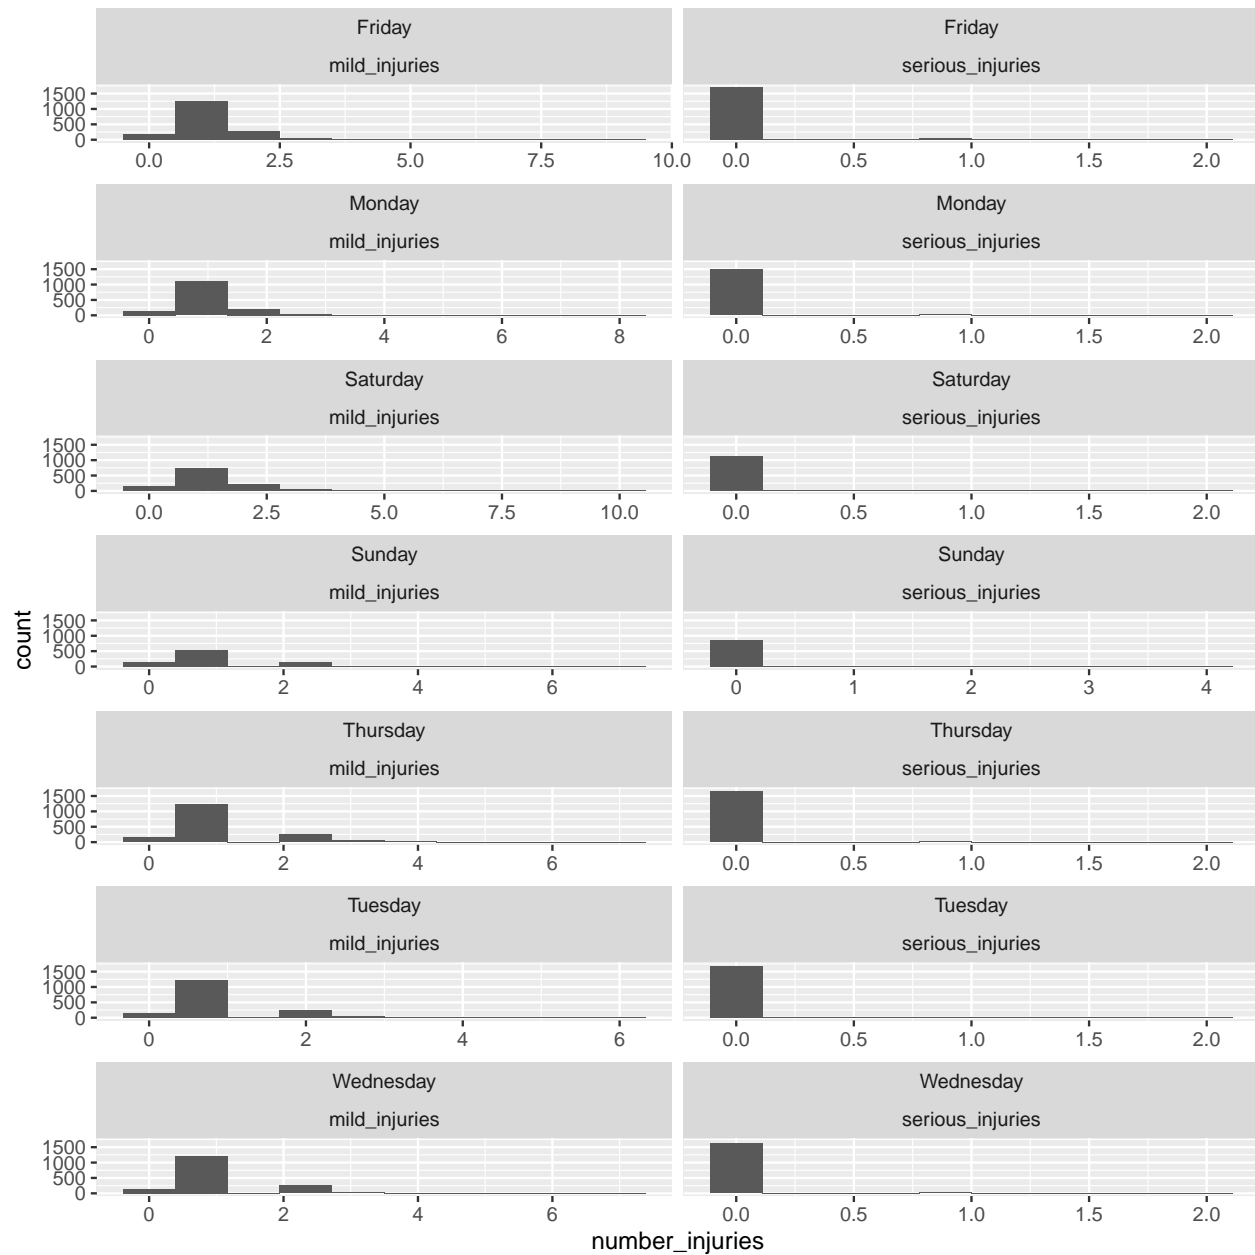 Friday Friday
mild_injuries serious_injuries
1500
1000
500
0
0.0 2.5 5.0 7.5 10.0 0.0 0.5 1.0 1.5 2.0
Monday Monday
mild_injuries serious_injuries
1500
1000
500
0
0 2 4 6 8 0.0 0.5 1.0 1.5 2.0
Saturday Saturday
mild_injuries serious_injuries
1500
1000
500
0
0.0 2.5 5.0 7.5 10.0 0.0 0.5 1.0 1.5 2.0
Sunday Sunday
mild_injuries serious_injuries
1500
1000
500
0
0 2 4 6 0 1 2 3 4
count
Thursday Thursday
mild_injuries serious_injuries
1500
1000
500
0
0 2 4 6 0.0 0.5 1.0 1.5 2.0
Tuesday Tuesday
mild_injuries serious_injuries
1500
1000
500
0
0 2 4 6 0.0 0.5 1.0 1.5 2.0
Wednesday Wednesday
mild_injuries serious_injuries
1500
1000
500
0
0 2 4 6 0.0 0.5 1.0 1.5 2.0
number_injuries